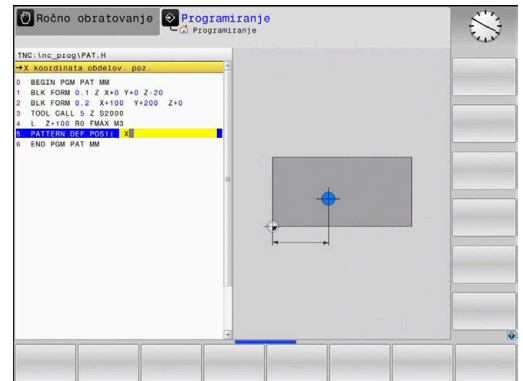 Ročno obratovanje
Programiranje
Programiranje
TNC:\nc_prog\PAT.H
→X koordinata obdelov. poz.
0 BEGIN PGM PAT MM
1 BLK FORM 0.1 Z X+0 Y+0 Z-20
2 BLK FORM 0.2 X+100 Y+200 Z+0
3 TOOL CALL 5 Z S2000
4 L Z+100 R0 FMAX M3
5 PATTERN DEF POS1( X
6 END PGM PAT MM